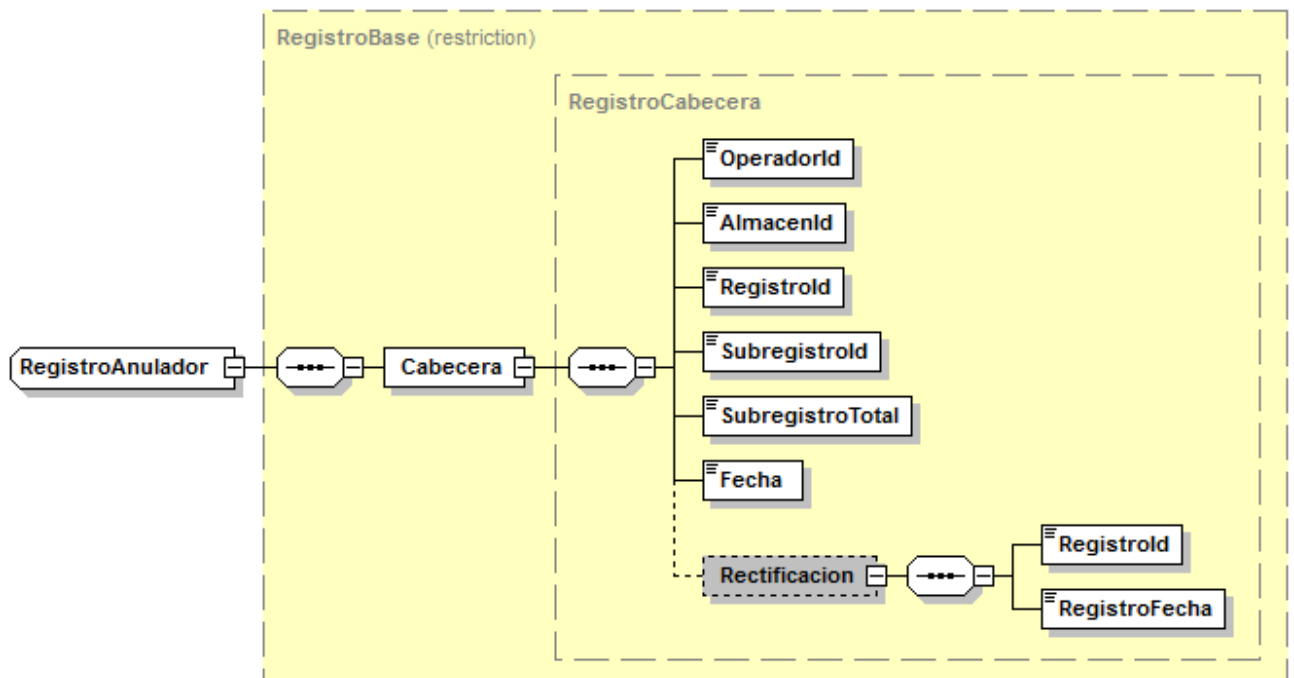 RegistroBase (restriction)
RegistroCabecera
OperadorId
AlmacenId
RegistroId
SubregistroId
RegistroAnulador
Cabecera
SubregistroTotal
Fecha
Rectificacion
RegistroId
RegistroFecha